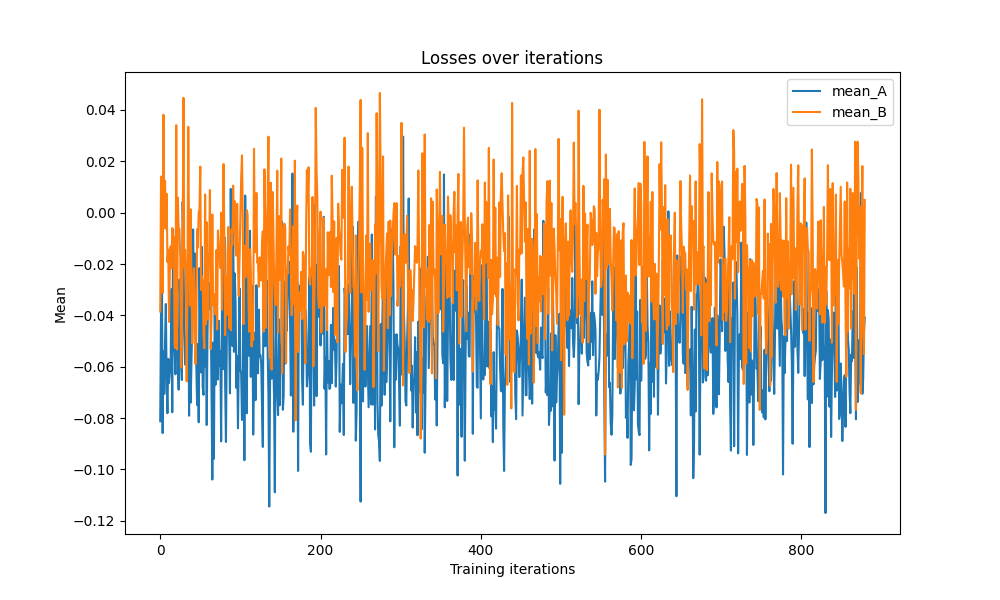 Losses over iterations
mean_A
mean_B
0.04
0.02
0.00
−0.02
−0.04
−0.06
−0.08
−0.10
−0.12
Mean
0 200 400 600 800
Training iterations